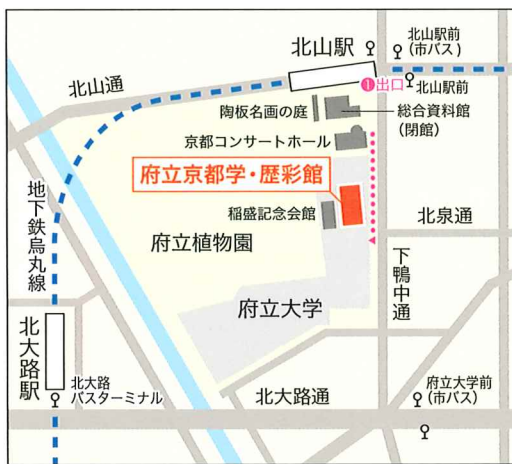 北山駅
北山駅前
(市バス)
北山通
❶出口
北山駅前
(市バス)
陶板名画の庭
総合資料館
(閉館)
京都コンサートホール
府立京都学・歴彩館
稲盛記念会館
北泉通
地下鉄烏丸線
府立植物園
下鴨中通
府立大学
北大路駅
北大路
バスターミナル
北大路通
府立大学前
(市バス)